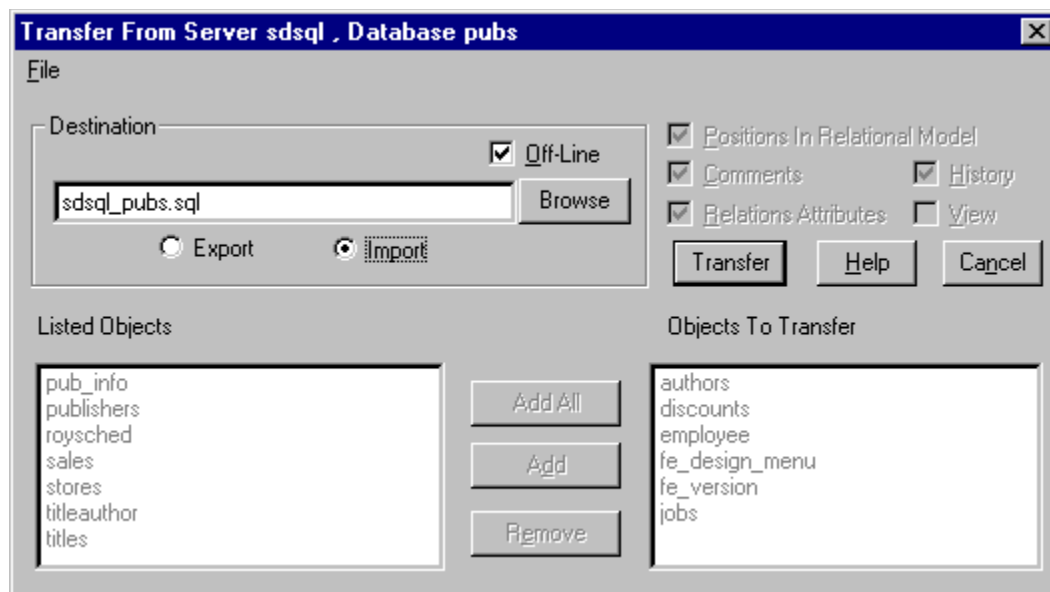 Transfer From Server sdsql , Database pubs
File
Destination
Off-Line
sdsql_pubs.sql
Browse
Export
Import
Positions In Relational Model
Comments
History
Relations Attributes
View
Transfer
Help
Cancel
Listed Objects
pub_info
publishers
roysched
sales
stores
titleauthor
titles
Add All
Add
Remove
Objects To Transfer
authors
discounts
employee
fe_design_menu
fe_version
jobs